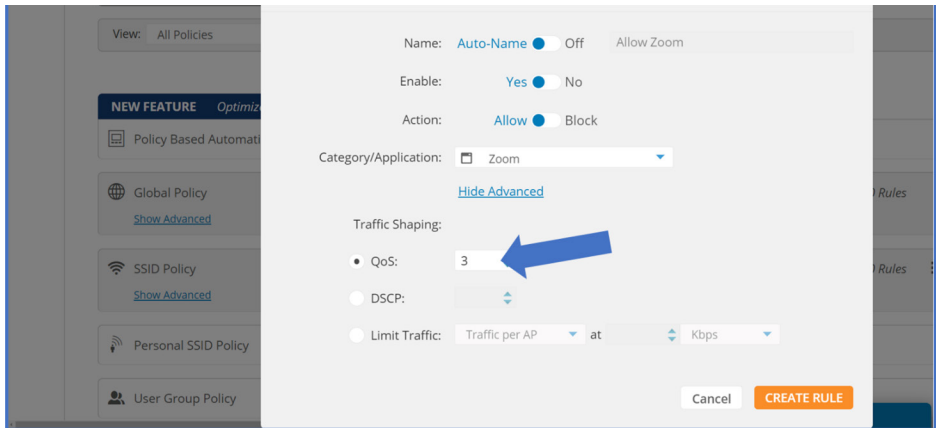 View: All Policies
NEW FEATURE Optimize
Policy Based Automati
Global Policy
Show Advanced
Rules
SSID Policy
Show Advanced
Rules
Personal SSID Policy
User Group Policy
Name: Auto-Name Off Allow Zoom
Enable: Yes No
Action: Allow Block
Category/Application: Zoom
Hide Advanced
Traffic Shaping:
QoS: 3
DSCP:
Limit Traffic: Traffic per AP at Kbps
Cancel CREATE RULE